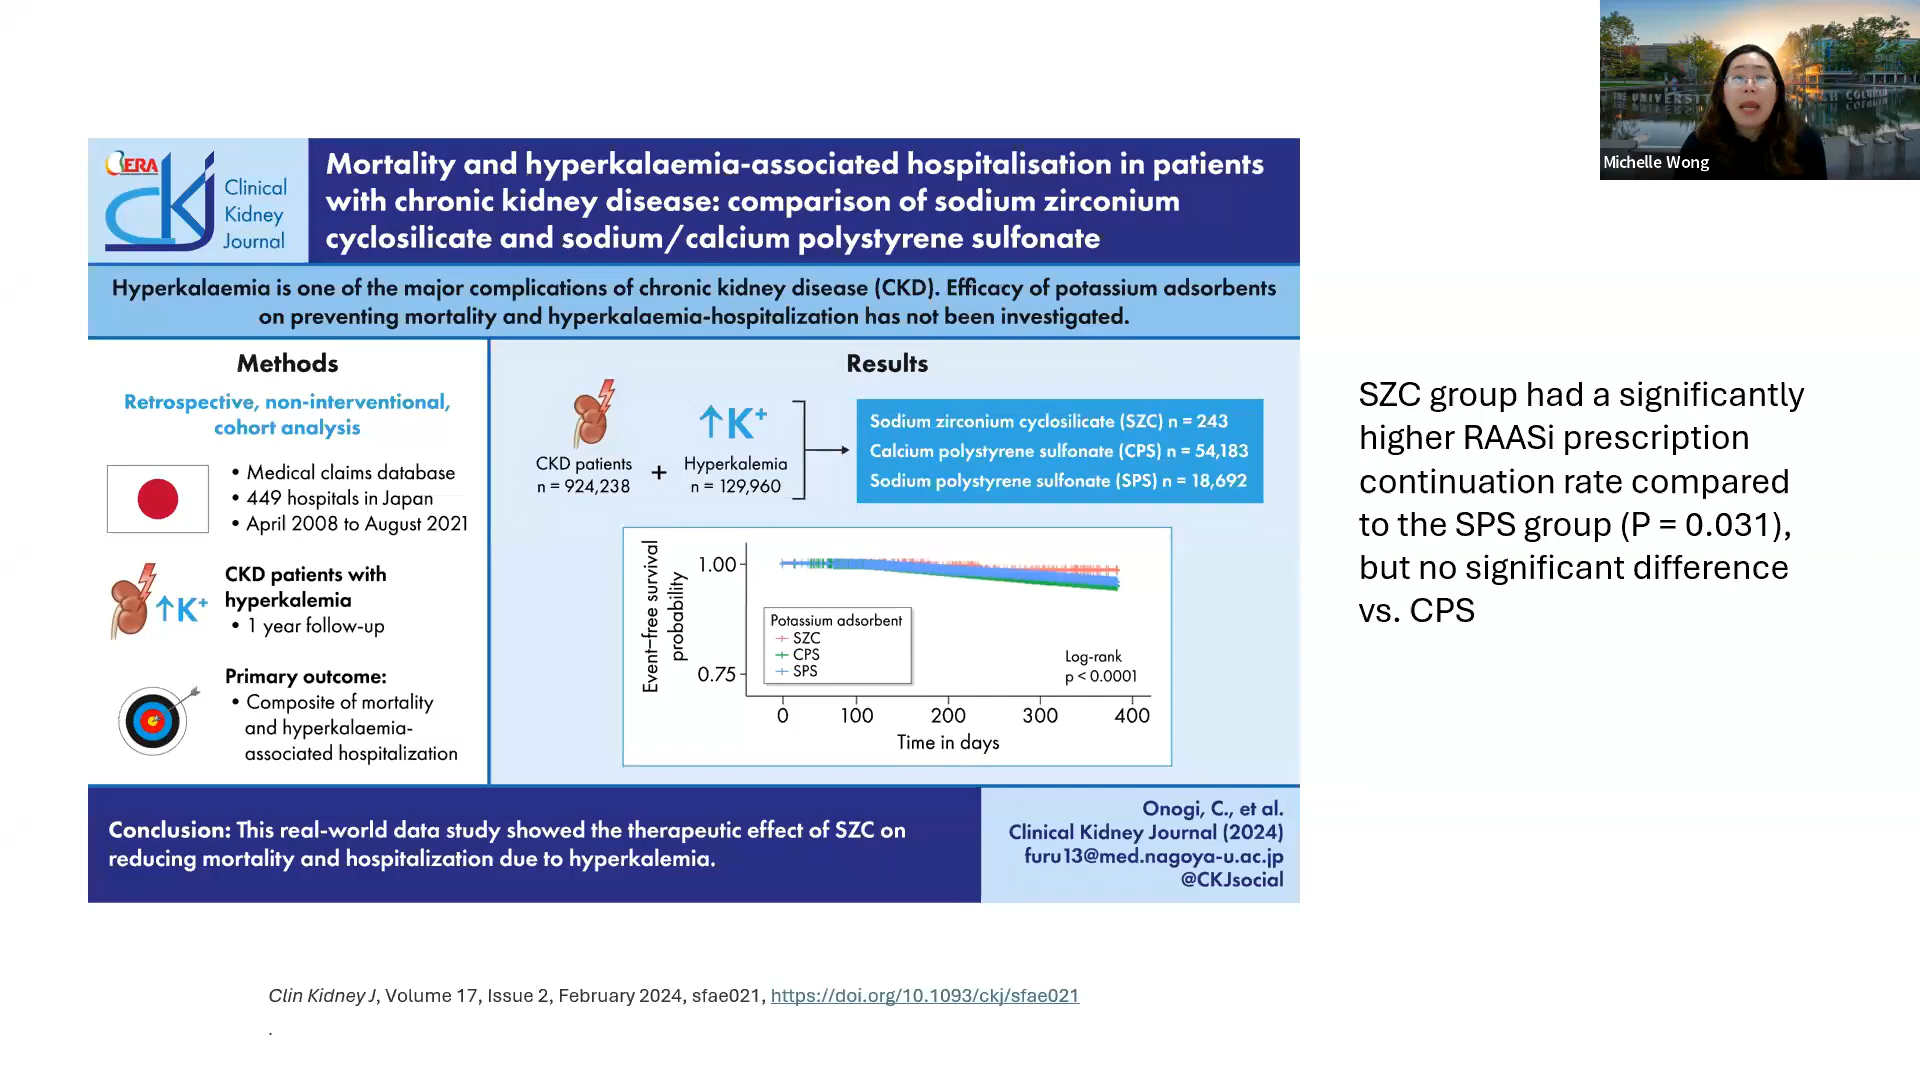 ERA
ckj
Clinical
Kidney
Journal
Mortality and hyperkalaemia-associated hospitalisation in patients
with chronic kidney disease: comparison of sodium zirconium
cyclosilicate and sodium/calcium polystyrene sulfonate
Hyperkalaemia is one of the major complications of chronic kidney disease (CKD). Efficacy of potassium adsorbents
on preventing mortality and hyperkalaemia-hospitalization has not been investigated.
Methods
Retrospective, non-interventional,
cohort analysis
• Medical claims database
• 449 hospitals in Japan
• April 2008 to August 2021
↑K+
CKD patients with
hyperkalemia
• 1 year follow-up
Primary outcome:
• Composite of mortality
and hyperkalaemia-
associated hospitalization
Results
CKD patients
n = 924,238
+
↑K+
Hyperkalemia
n = 129,960
Sodium zirconium cyclosilicate (SZC) n = 243
Calcium polystyrene sulfonate (CPS) n = 54,183
Sodium polystyrene sulfonate (SPS) n = 18,692
Event-free survival
probability
1.00
0.75
Potassium adsorbent
SZC
CPS
SPS
Log-rank
p < 0.0001
0 100 200 300 400
Time in days
Conclusion: This real-world data study showed the therapeutic effect of SZC on
reducing mortality and hospitalization due to hyperkalemia.
Onogi, C., et al.
Clinical Kidney Journal (2024)
furu13@med.nagoya-u.ac.jp
@CKJsocial
SZC group had a significantly
higher RAASi prescription
continuation rate compared
to the SPS group (P = 0.031),
but no significant difference
vs. CPS
Clin Kidney J, Volume 17, Issue 2, February 2024, sfae021, https://doi.org/10.1093/ckj/sfae021
.
Michelle Wong